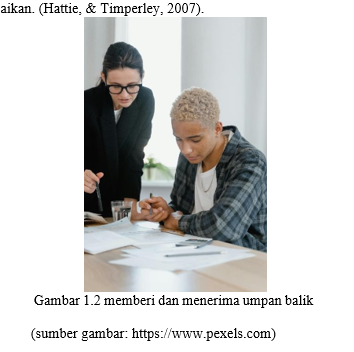 aikan. (Hattie, & Timperley, 2007).
Gambar 1.2 memberi dan menerima umpan balik
(sumber gambar: https://www.pexels.com)